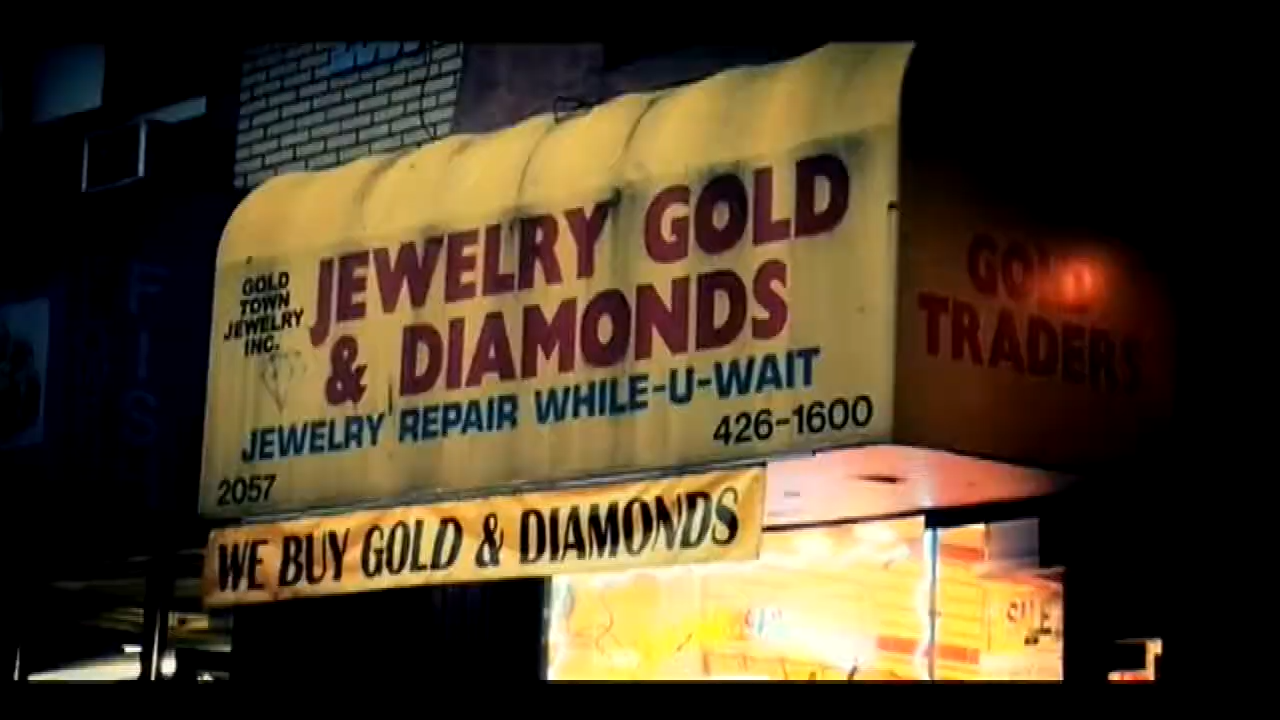 GOLD
TOWN
JEWELRY
INC.
JEWELRY GOLD
& DIAMONDS
JEWELRY REPAIR WHILE-U-WAIT
426-1600
2057
WE BUY GOLD & DIAMONDS
GOLD
TRADERS
SALE